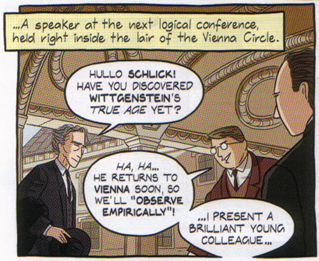 ...A speaker at the next logical conference,
held right inside the lair of the Vienna Circle.
HULLO SCHLICK!
HAVE YOU DISCOVERED
WITTGENSTEIN'S
TRUE AGE YET?
HA, HA...
HE RETURNS TO
VIENNA SOON, SO
WE'LL "OBSERVE
EMPIRICALLY"!
...I PRESENT A
BRILLIANT YOUNG
COLLEAGUE...